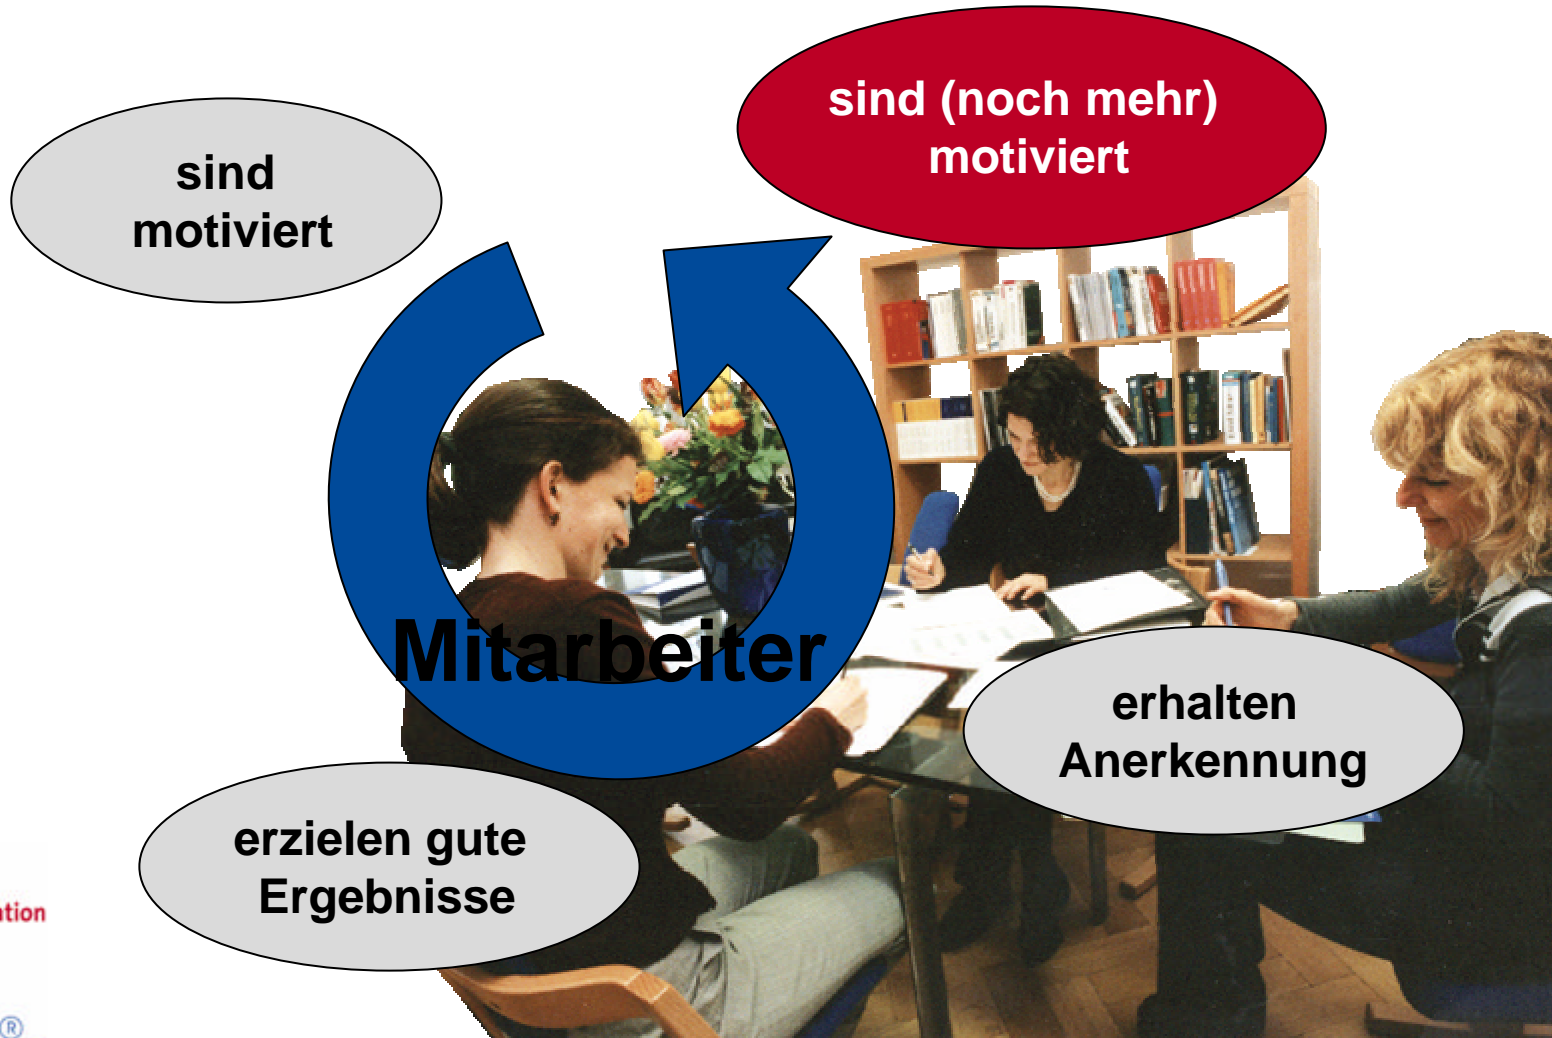 sind (noch mehr)
motiviert
sind
motiviert
Mitarbeiter
erhalten
Anerkennung
erzielen gute
Ergebnisse
®